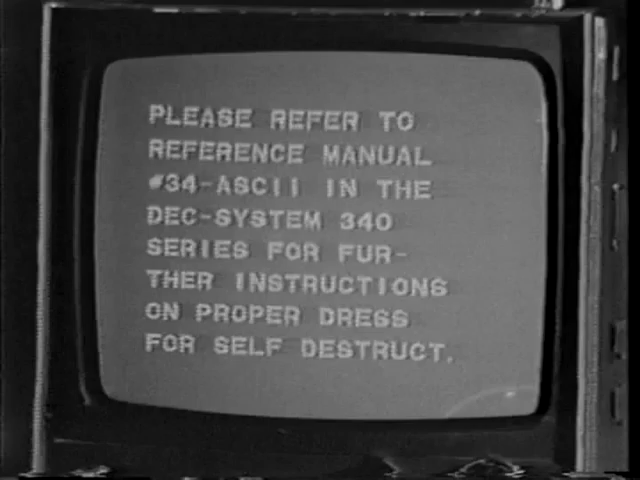 PLEASE REFER TO
REFERENCE MANUAL
#34-ASCII IN THE
DEC-SYSTEM 340
SERIES FOR FUR-
THER INSTRUCTIONS
ON PROPER DRESS
FOR SELF DESTRUCT.